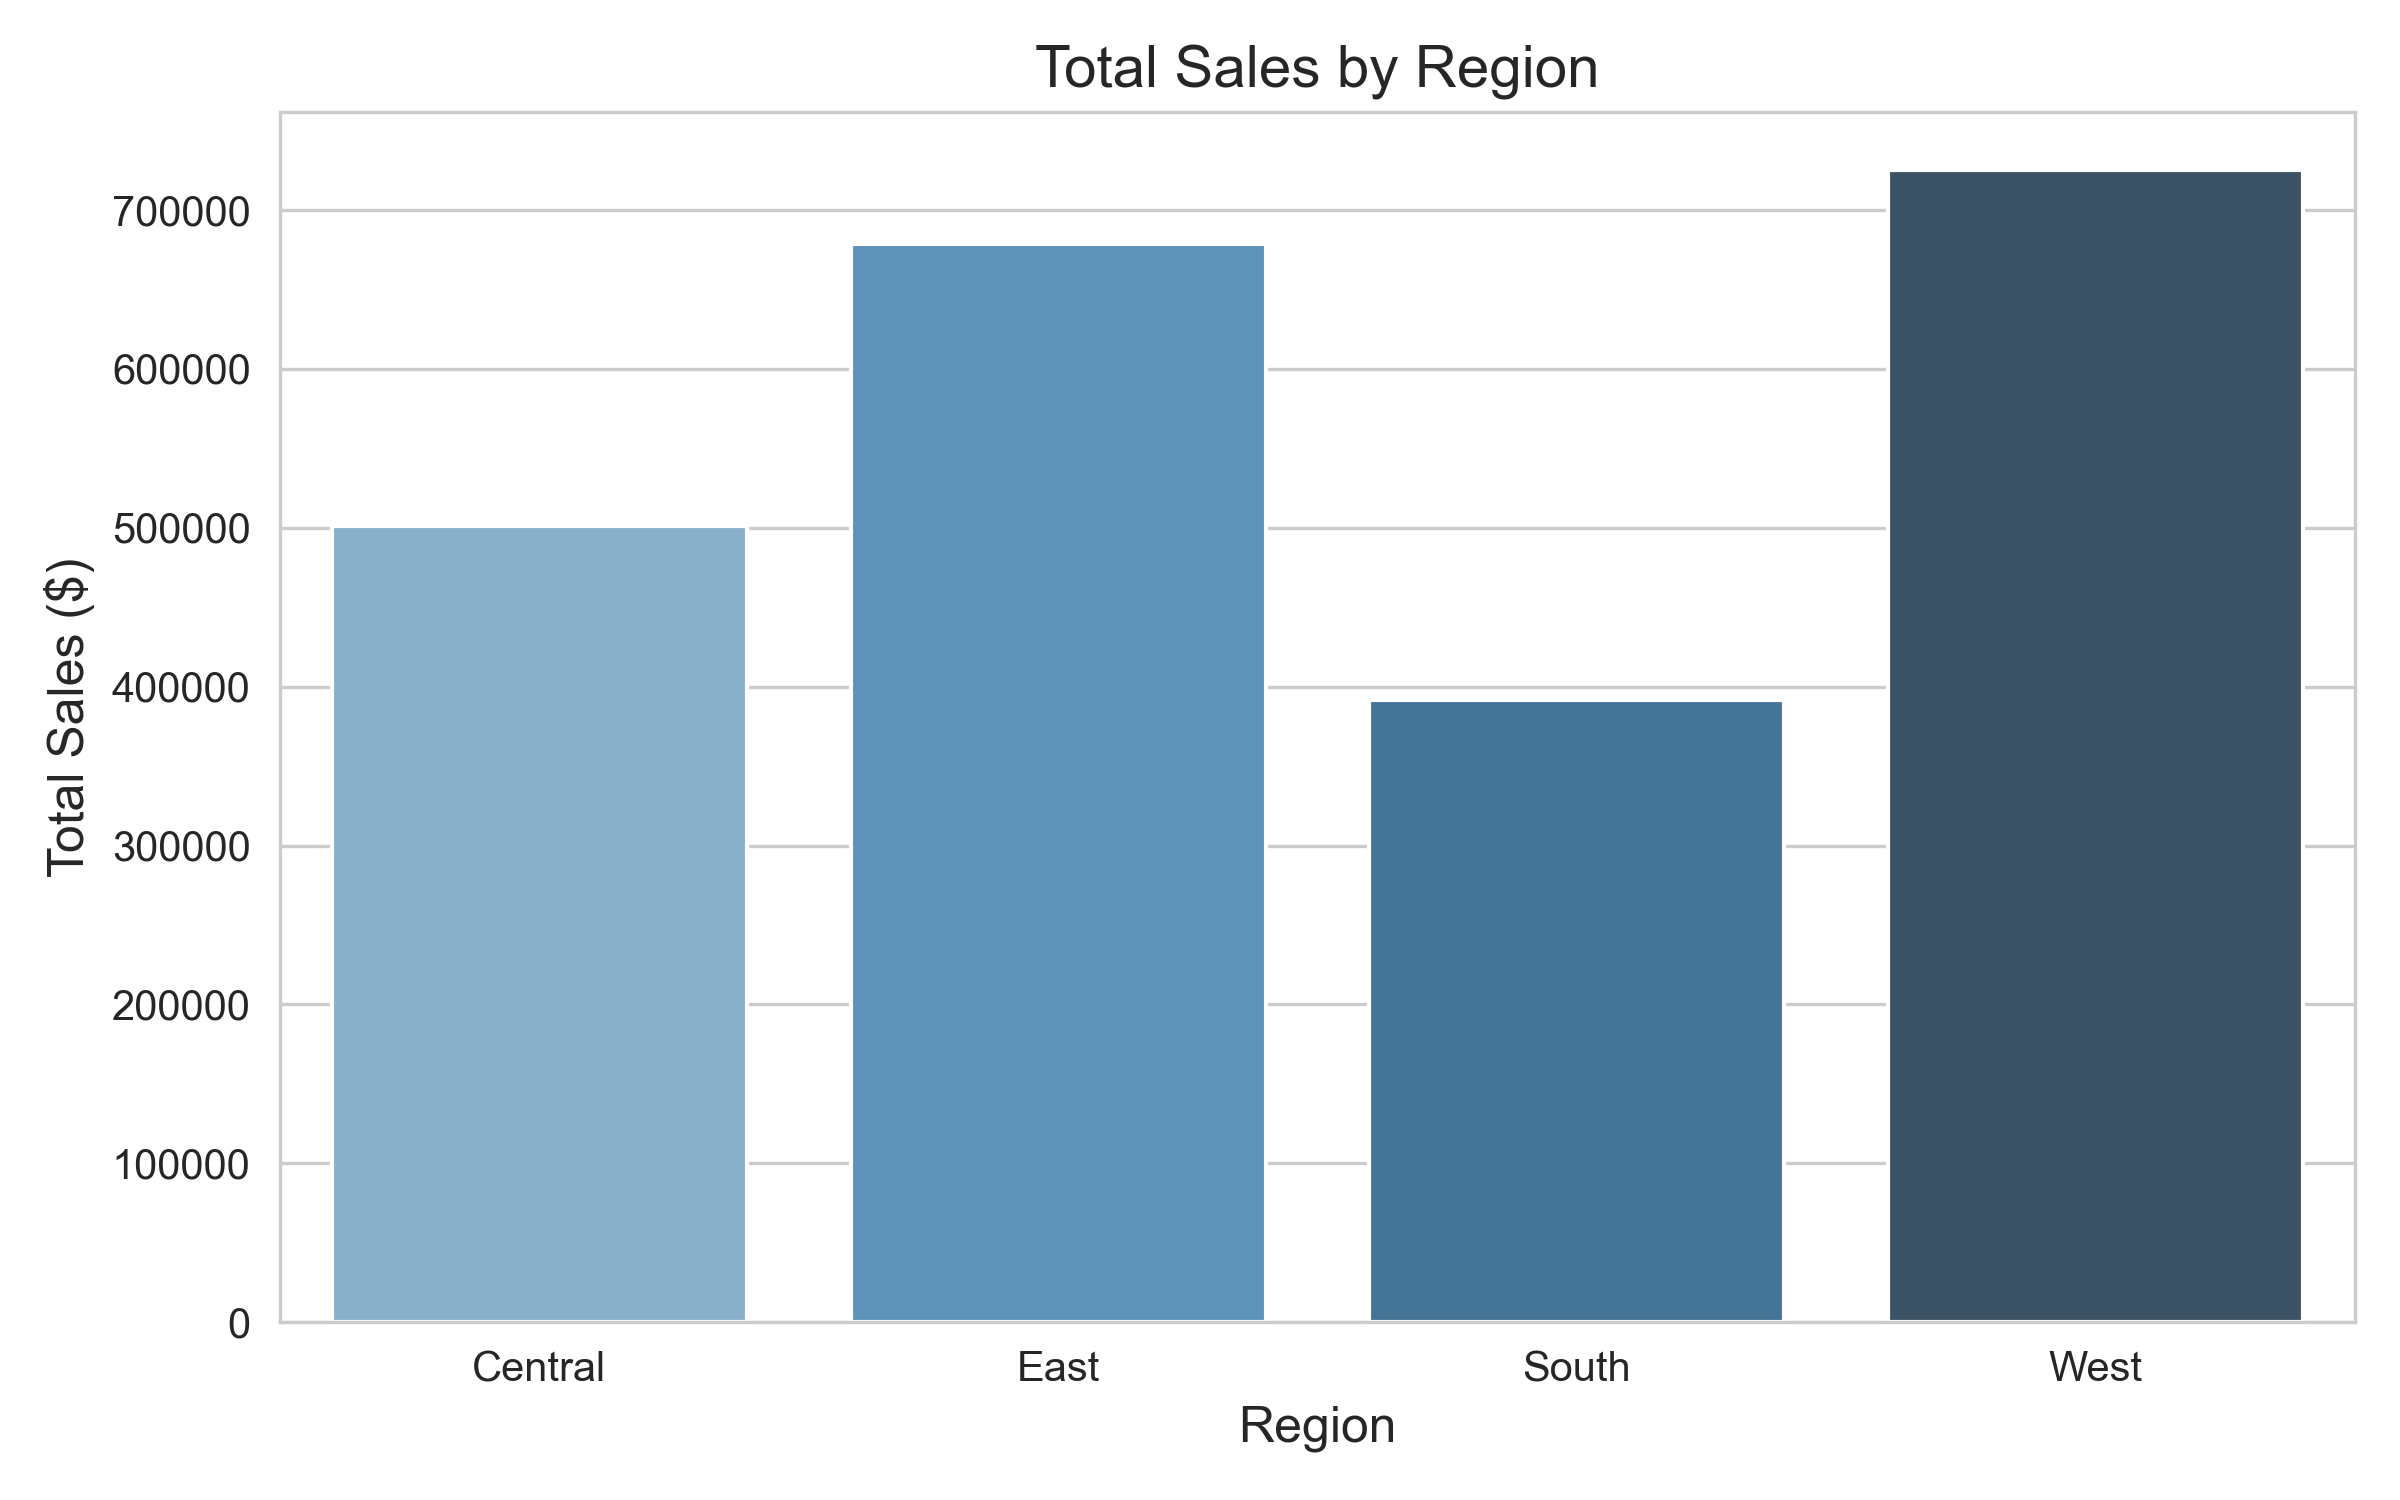 Total Sales by Region
Total Sales ($)
700000
600000
500000
400000
300000
200000
100000
0
Central
East
South
West
Region